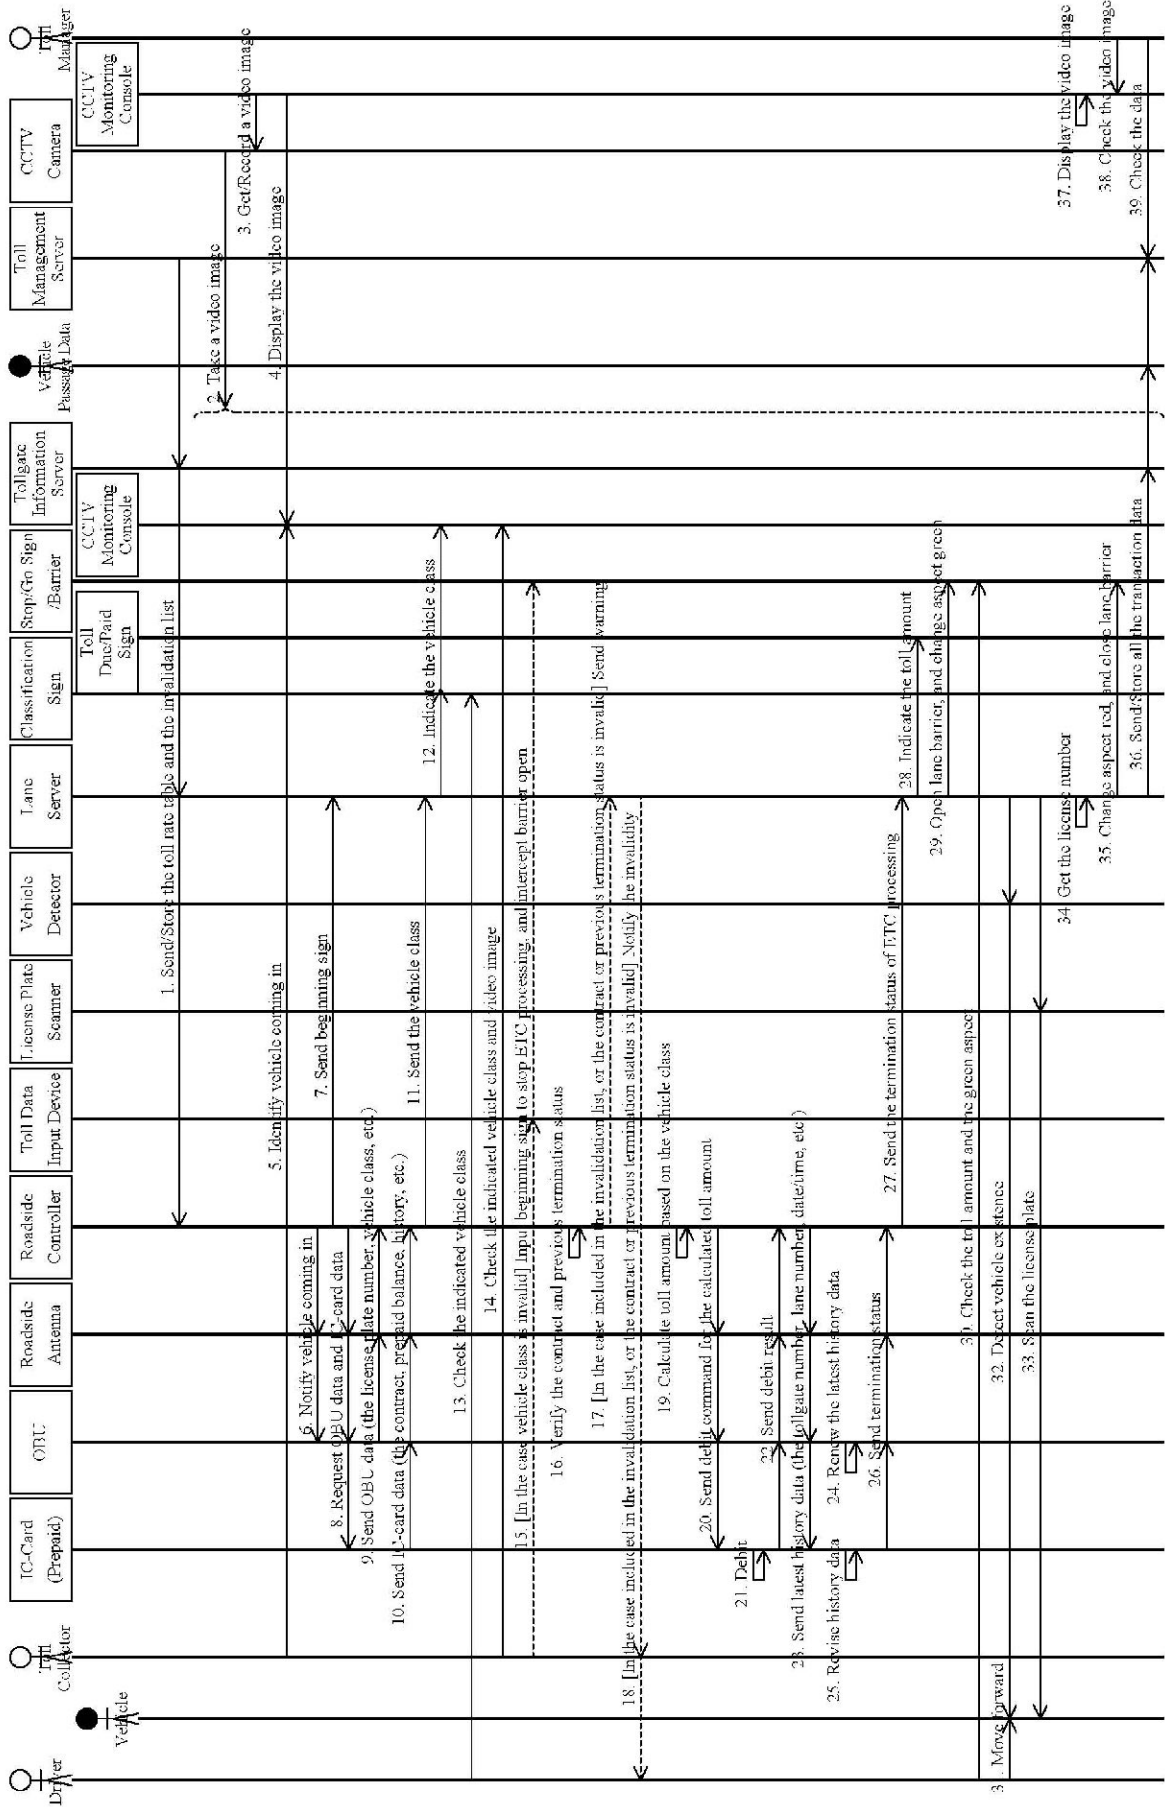 Driver
Vehicle
Toll
Collector
IC-Card
(Prepaid)
OBU
Roadside
Antenna
Roadside
Controller
Toll Data
Input Device
License Plate
Scanner
Vehicle
Detector
Lane
Server
Classification
Sign
Toll
Due/Paid
Sign
Stop/Go Sign
/Barrier
CCTV
Monitoring
Console
Tollgate
Information
Server
Vehicle
Passage Data
Toll
Management
Server
CCTV
Camera
CCTV
Monitoring
Console
Toll
Manager
1. Send/Store the toll rate table and the invalidation list
2. Take a video image
3. Get/Record a video image
4. Display the video image
5. Identify vehicle coming in
6. Notify vehicle coming in
7. Send beginning sign
8. Request OBU data and IC-card data
9. Send OBU data (the license plate number, vehicle class, etc.)
10. Send IC-card data (the contract, prepaid balance, history, etc.)
11. Send the vehicle class
12. Indicate the vehicle class
13. Check the indicated vehicle class
14. Check the indicated vehicle class and video image
15. [In the case vehicle class is invalid] Input beginning sign to stop ETC processing, and intercept barrier open
16. Verify the contract and previous termination status
17. [In the case included in the invalidation list, or the contract or previous termination status is invalid] Send warning
18. [In the case included in the invalidation list, or the contract or previous termination status is invalid] Notify the invalidity
19. Calculate toll amount based on the vehicle class
20. Send debit command for the calculated toll amount
21. Debit
22. Send debit result
23. Send latest history data (the tollgate number, lane number, date/time, etc.)
24. Renew the latest history data
25. Revise history data
26. Send termination status
27. Send the termination status of ETC processing
28. Indicate the toll amount
29. Open lane barrier, and change aspect green
30. Check the toll amount and the green aspect
3 . Move forward
32. Detect vehicle existence
33. Scan the license plate
34. Get the license number
35. Change aspect red, and close lane barrier
36. Send/Store all the transaction data
37. Display the video image
38. Check the video image
39. Check the data